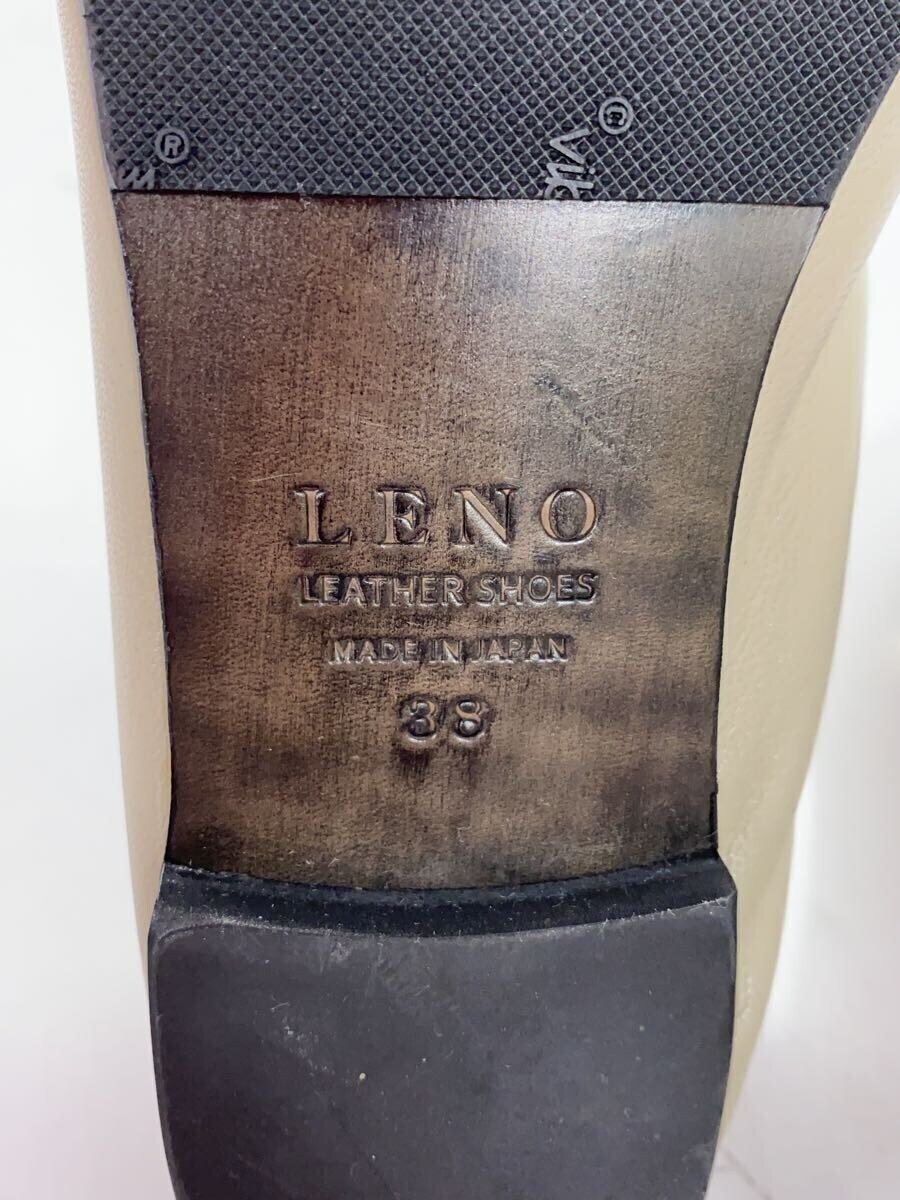 ®
©
LENO
LEATHER SHOES
MADE IN JAPAN
38